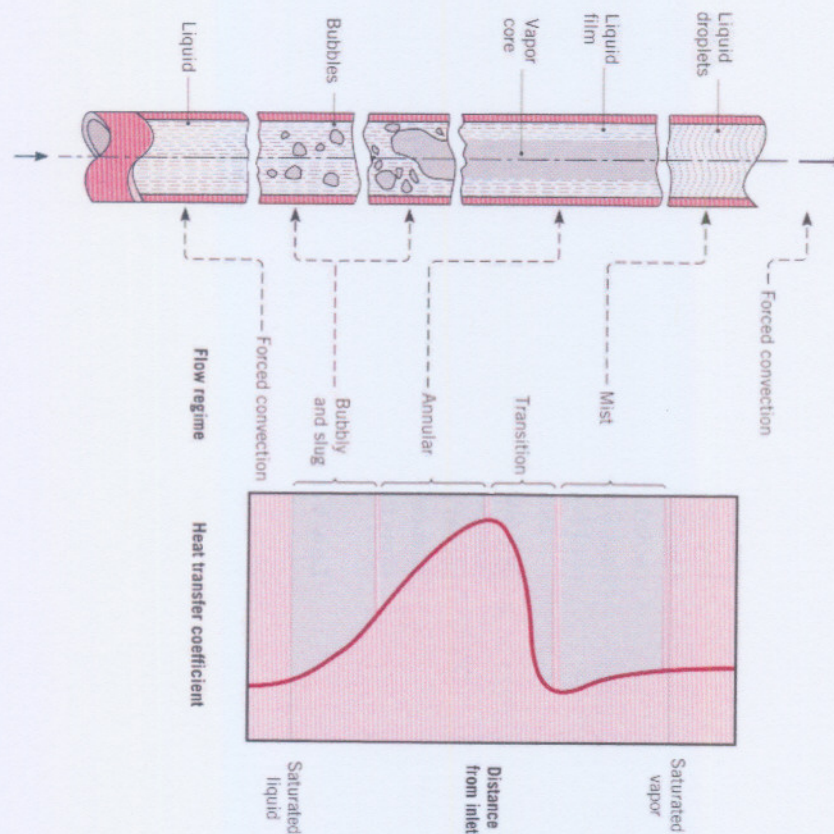 Liquid
Bubbles
Vapor
core
Liquid
film
Liquid
droplets
Forced convection
Bubbly
and slug
Annular
Transition
Mist
Forced convection
Flow regime
Heat transfer coefficient
Saturated
liquid
Distance
from inlet
Saturated
vapor